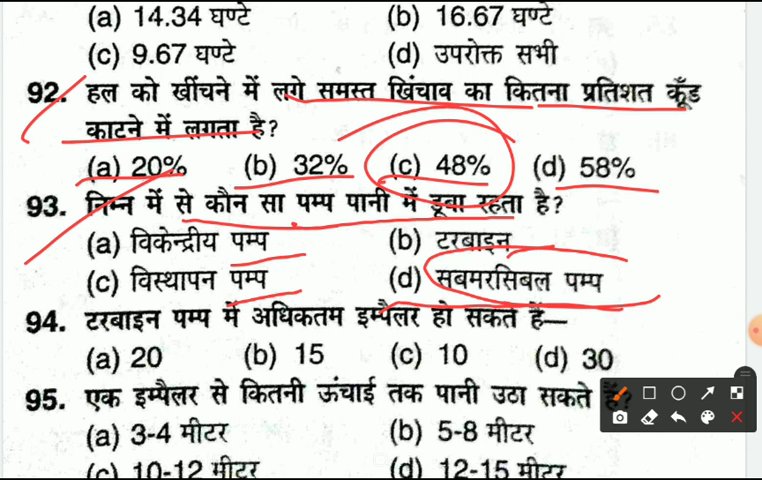 (a) 14.34 घण्टे (b) 16.67 घण्टे
(c) 9.67 घण्टे (d) उपरोक्त सभी
92. हल को खींचने में लगे समस्त खिंचाव का कितना प्रतिशत कूँड
काटने में लगता है?
(a) 20% (b) 32% (c) 48% (d) 58%
93. निम्न में से कौन सा पम्प पानी में डूबा रहता है?
(a) विकेन्द्रीय पम्प (b) टरबाइन
(c) विस्थापन पम्प (d) सबमरसिबल पम्प
94. टरबाइन पम्प में अधिकतम इम्पैलर हो सकते हैं—
(a) 20 (b) 15 (c) 10 (d) 30
95. एक इम्पैलर से कितनी ऊंचाई तक पानी उठा सकते हैं?
(a) 3-4 मीटर (b) 5-8 मीटर
(c) 10-12 मीटर (d) 12-15 मीटर